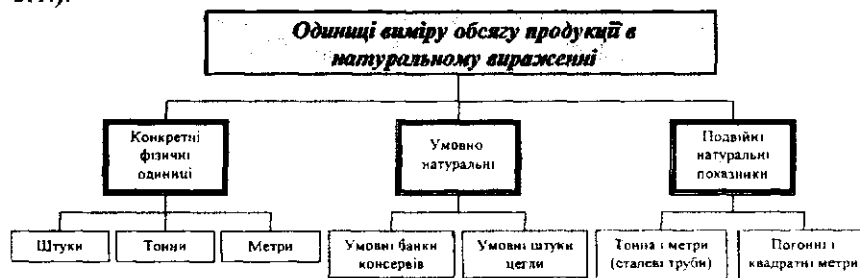 Одиниці виміру обсягу продукції в
натуральному вираженні
Конкретні
фізичні
одиниці
Умовно
натуральні
Подвійні
натуральні
показники
Штуки
Тонни
Метри
Умовні банки
консервів
Умовні штуки
цегли
Тонна і метри
(сталеві труби)
Погонні і
квадратні метри